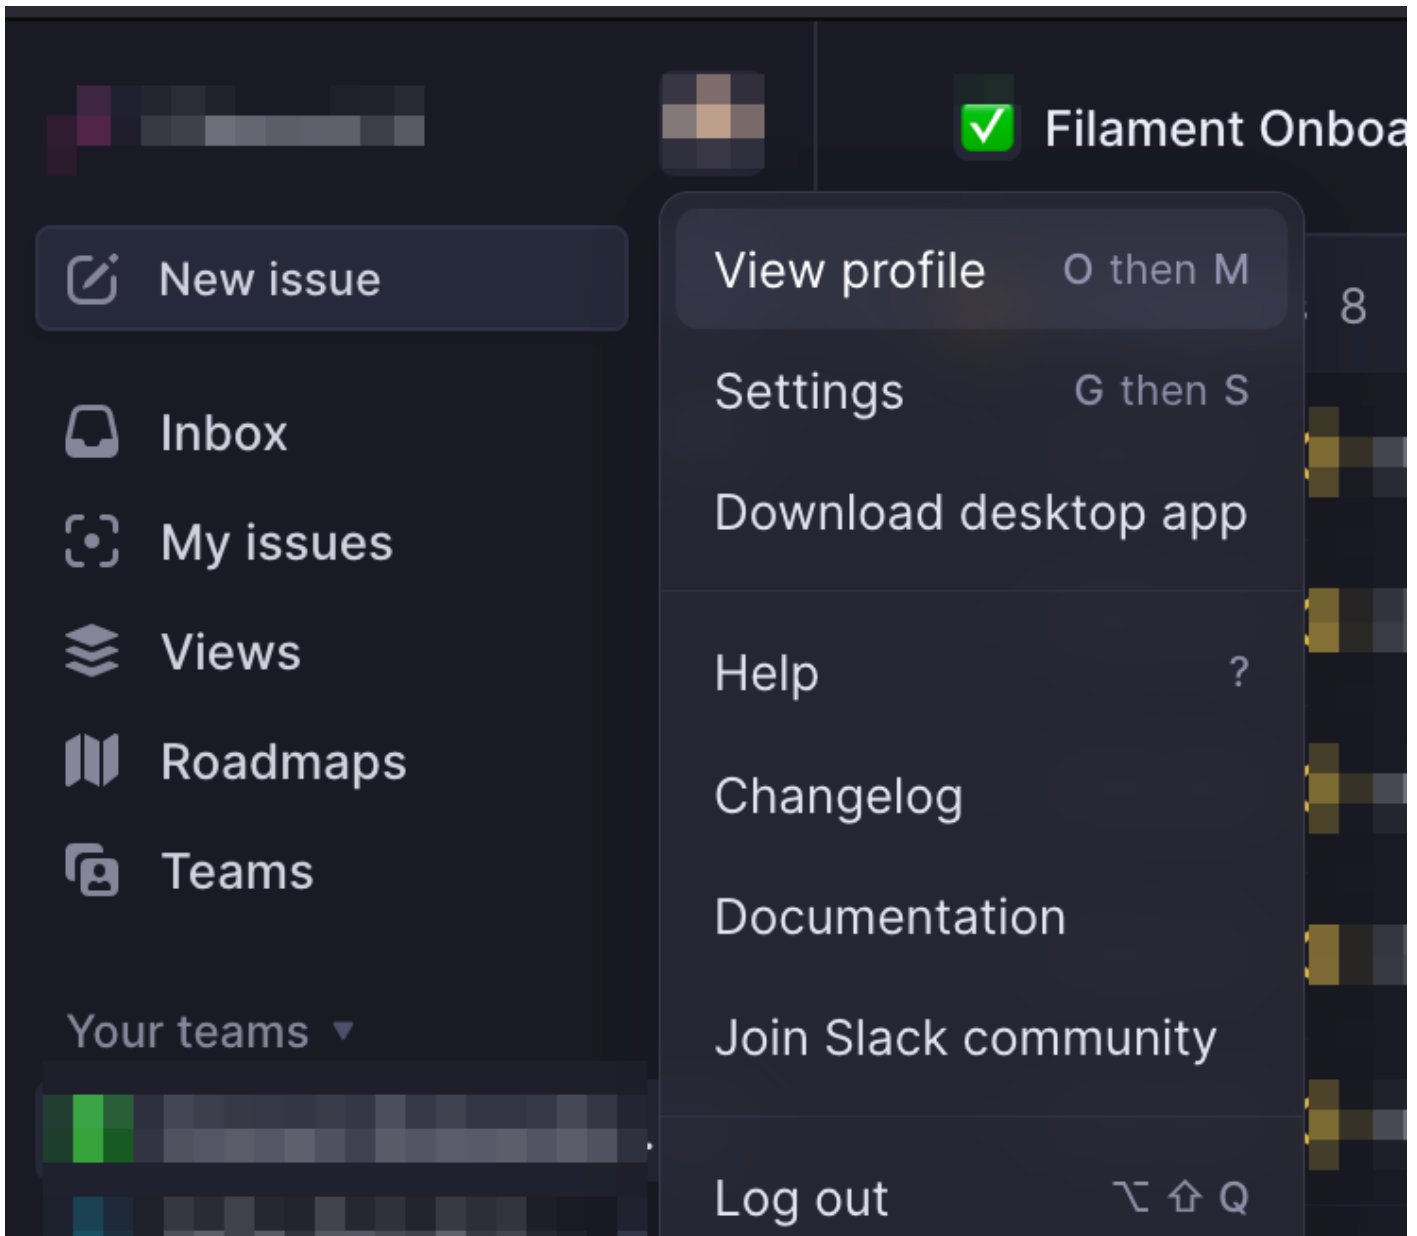 Filament Onboa
New issue
Inbox
My issues
Views
Roadmaps
Teams
Your teams
View profile O then M
Settings G then S
Download desktop app
Help ?
Changelog
Documentation
Join Slack community
Log out ⌥ ⇧ Q
8